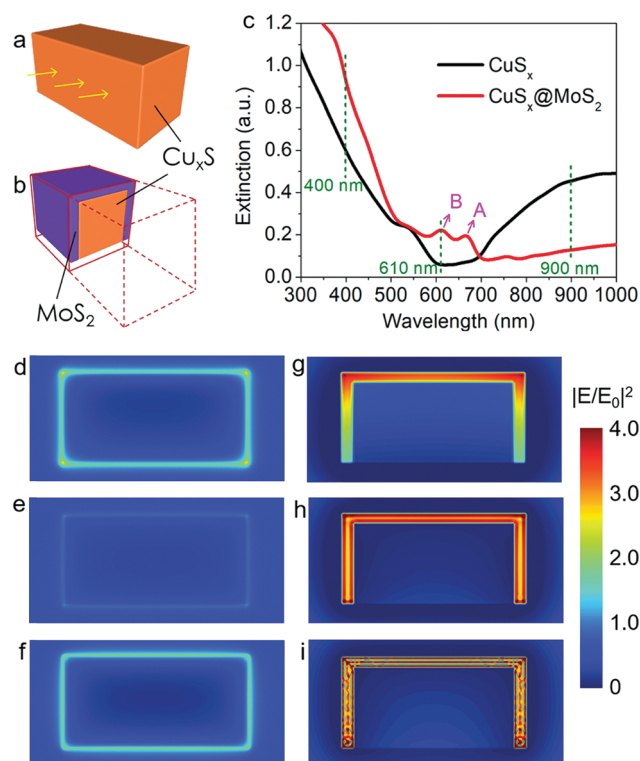 a
Cu_xS
b
MoS₂
c
Extinction (a.u.)
1.2
1.0
0.8
0.6
0.4
0.2
0.0
CuSₓ
CuSₓ@MoS₂
400 nm
B
A
610 nm
900 nm
300 400 500 600 700 800 900 1000
Wavelength (nm)
d
g
|E/E₀|²
4.0
e
h
3.0
2.0
1.0
f
i
0